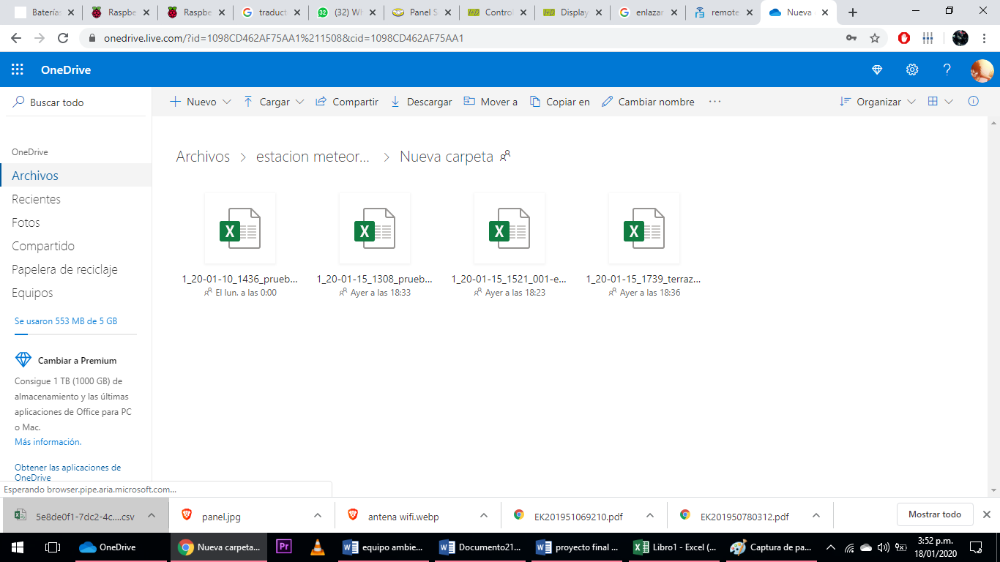 Baterías
Raspbe
Raspbe
traduct
(32) Wh
Panel S
Control
Display
enlazar
remote
Nueva
onedrive.live.com/?id=1098CD462AF75AA1%211508&cid=1098CD462AF75AA1
OneDrive
Buscar todo
Nuevo
Cargar
Compartir
Descargar
Mover a
Copiar en
Cambiar nombre
Organizar
OneDrive
Archivos
Recientes
Fotos
Compartido
Papelera de reciclaje
Equipos
Se usaron 553 MB de 5 GB
Cambiar a Premium
Consigue 1 TB (1000 GB) de
almacenamiento y las últimas
aplicaciones de Office para PC
o Mac.
Más información.
Obtener las aplicaciones de
OneDrive
Archivos > estacion meteor... > Nueva carpeta
1_20-01-10_1436_prueb...
El lun. a las 0:00
1_20-01-15_1308_prueb...
Ayer a las 18:33
1_20-01-15_1521_001-e...
Ayer a las 18:23
1_20-01-15_1739_terraz...
Ayer a las 18:36
Esperando browser.pipe.aria.microsoft.com...
5e8de0f1-7dc2-4c....csv
panel.jpg
antena wifi.webp
EK201951069210.pdf
EK201950780312.pdf
Mostrar todo
OneDrive
Nueva carpeta...
Pr
equipo ambie...
Documento21...
proyecto final ...
Libro1 - Excel (...
Captura de pa...
3:52 p.m.
18/01/2020